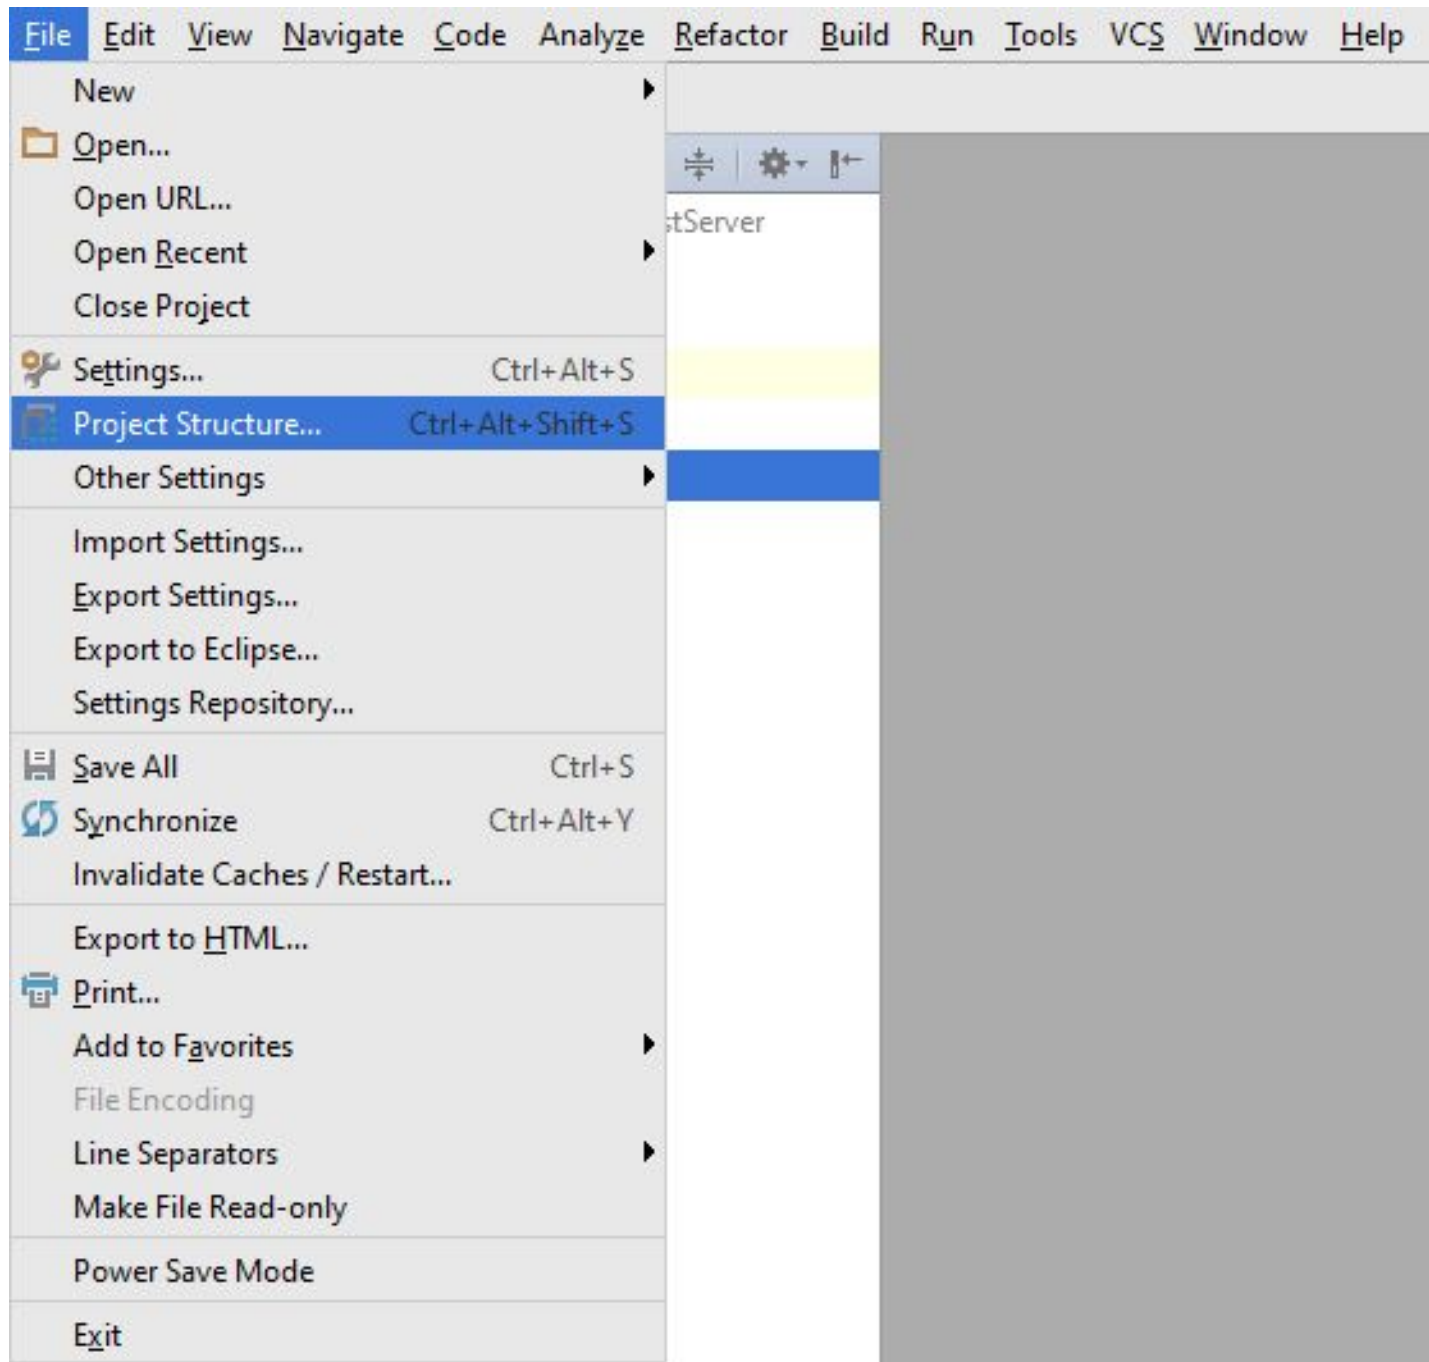 File Edit View Navigate Code Analyze Refactor Build Run Tools VCS Window Help
New
Open...
Open URL...
tServer
Open Recent
Close Project
Settings... Ctrl+Alt+S
Project Structure... Ctrl+Alt+Shift+S
Other Settings
Import Settings...
Export Settings...
Export to Eclipse...
Settings Repository...
Save All Ctrl+S
Synchronize Ctrl+Alt+Y
Invalidate Caches / Restart...
Export to HTML...
Print...
Add to Favorites
File Encoding
Line Separators
Make File Read-only
Power Save Mode
Exit